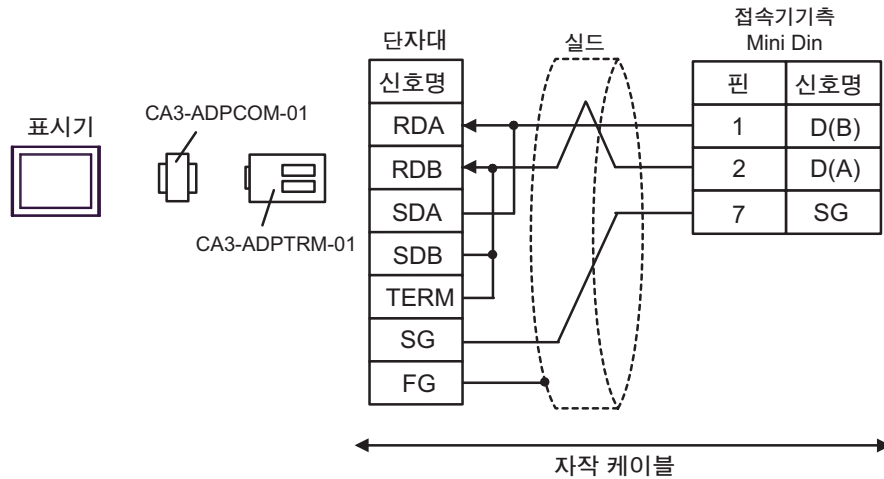 표시기
CA3-ADPCOM-01
CA3-ADPTRM-01
단자대
신호명
RDA
RDB
SDA
SDB
TERM
SG
FG
실드
접속기기측
Mini Din
핀 신호명
1 D(B)
2 D(A)
7 SG
자작 케이블